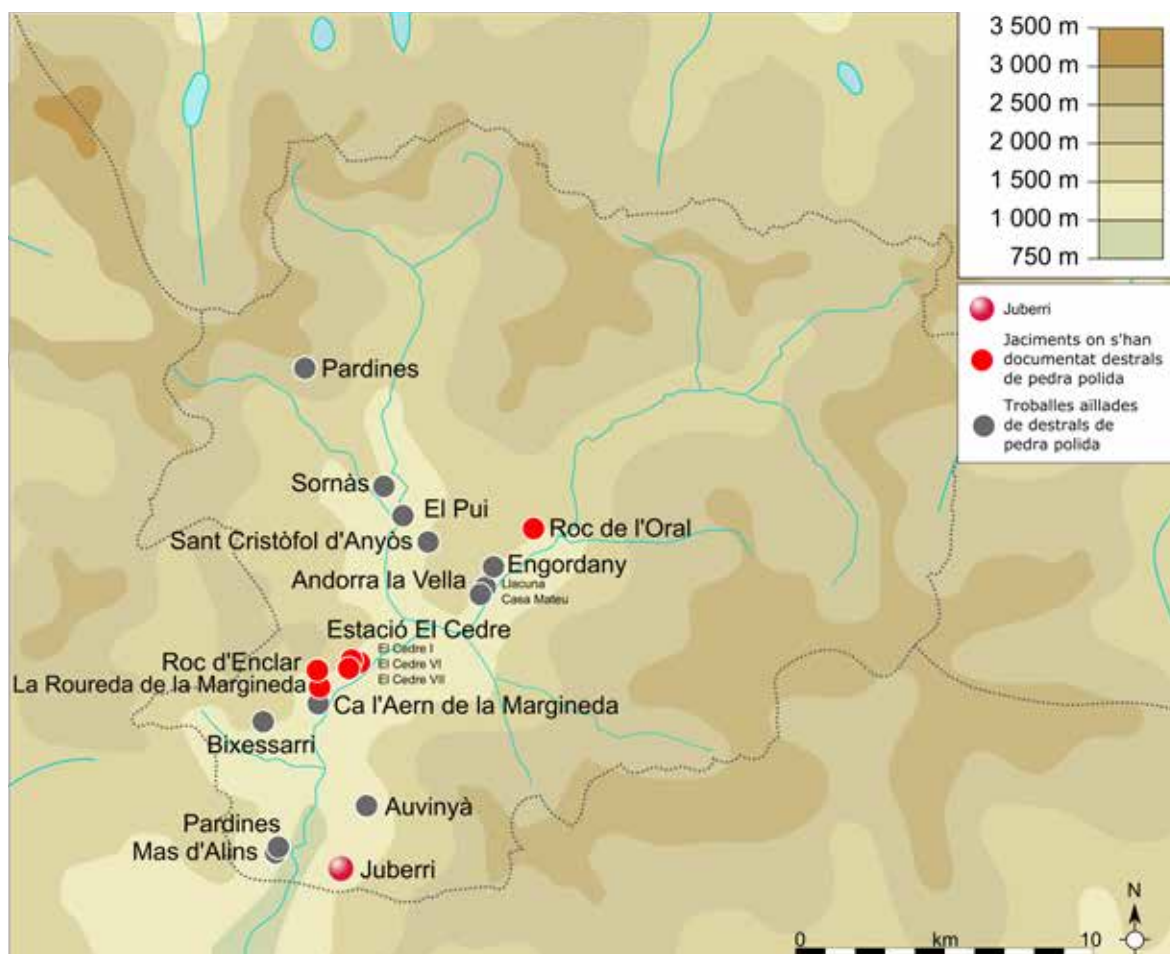 3 500 m
3 000 m
2 500 m
2 000 m
1 500 m
1 000 m
750 m
Juberri
Jaciments on s'han
documentat destrals
de pedra polida
Troballes aïllades
de destrals de
pedra polida
Pardines
Sornàs
El Pui
Sant Cristòfol d'Anyòs
Roc de l'Oral
Engordany
Andorra la Vella
Llacuna
Casa Mateu
Estació El Cedre
El Cedre I
El Cedre VI
El Cedre VII
Roc d'Enclar
La Roureda de la Margineda
Ca l'Aern de la Margineda
Bixessarri
Auvinyà
Pardines
Mas d'Alins
Juberri
N
0 km 10